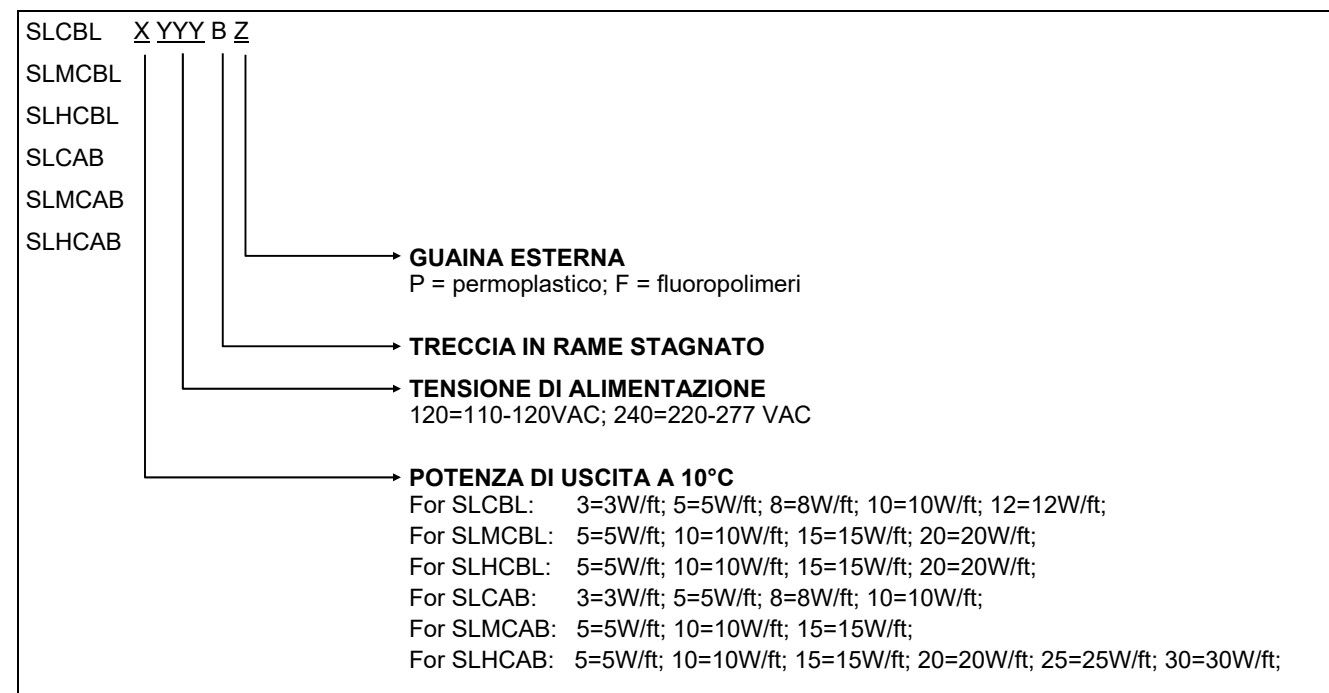 SLCBL X YYY B Z
SLMCBL
SLHCBL
SLCAB
SLMCAB
SLHCAB
GUAINA ESTERNA
P = permoplastico; F = fluoropolimeri
TRECCIA IN RAME STAGNATO
TENSIONE DI ALIMENTAZIONE
120=110-120VAC; 240=220-277 VAC
POTENZA DI USCITA A 10°C
For SLCBL: 3=3W/ft; 5=5W/ft; 8=8W/ft; 10=10W/ft; 12=12W/ft;
For SLMCBL: 5=5W/ft; 10=10W/ft; 15=15W/ft; 20=20W/ft;
For SLHCBL: 5=5W/ft; 10=10W/ft; 15=15W/ft; 20=20W/ft;
For SLCAB: 3=3W/ft; 5=5W/ft; 8=8W/ft; 10=10W/ft;
For SLMCAB: 5=5W/ft; 10=10W/ft; 15=15W/ft;
For SLHCAB: 5=5W/ft; 10=10W/ft; 15=15W/ft; 20=20W/ft; 25=25W/ft; 30=30W/ft;